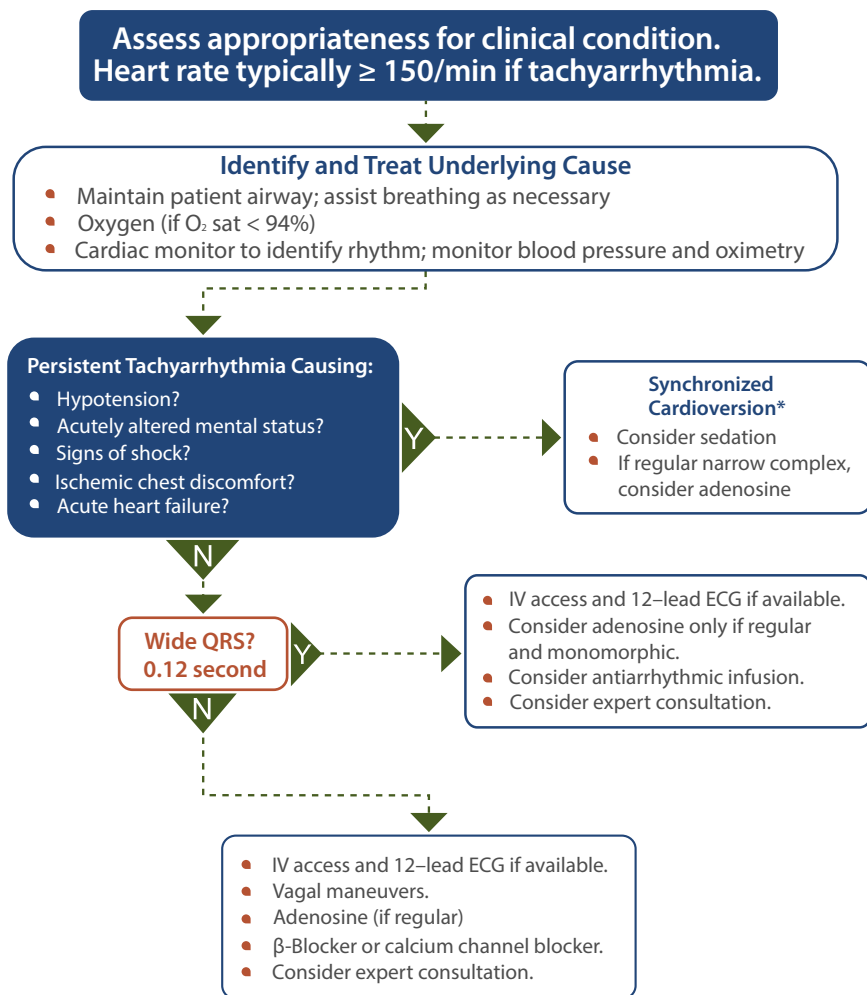 Assess appropriateness for clinical condition.
Heart rate typically ≥ 150/min if tachyarrhythmia.
Identify and Treat Underlying Cause
Maintain patient airway; assist breathing as necessary
Oxygen (if O₂ sat < 94%)
Cardiac monitor to identify rhythm; monitor blood pressure and oximetry
Persistent Tachyarrhythmia Causing:
Hypotension?
Acutely altered mental status?
Signs of shock?
Ischemic chest discomfort?
Acute heart failure?
Y
Synchronized
Cardioversion*
Consider sedation
If regular narrow complex,
consider adenosine
N
Wide QRS?
0.12 second
Y
IV access and 12–lead ECG if available.
Consider adenosine only if regular
and monomorphic.
Consider antiarrhythmic infusion.
Consider expert consultation.
N
IV access and 12–lead ECG if available.
Vagal maneuvers.
Adenosine (if regular)
β-Blocker or calcium channel blocker.
Consider expert consultation.